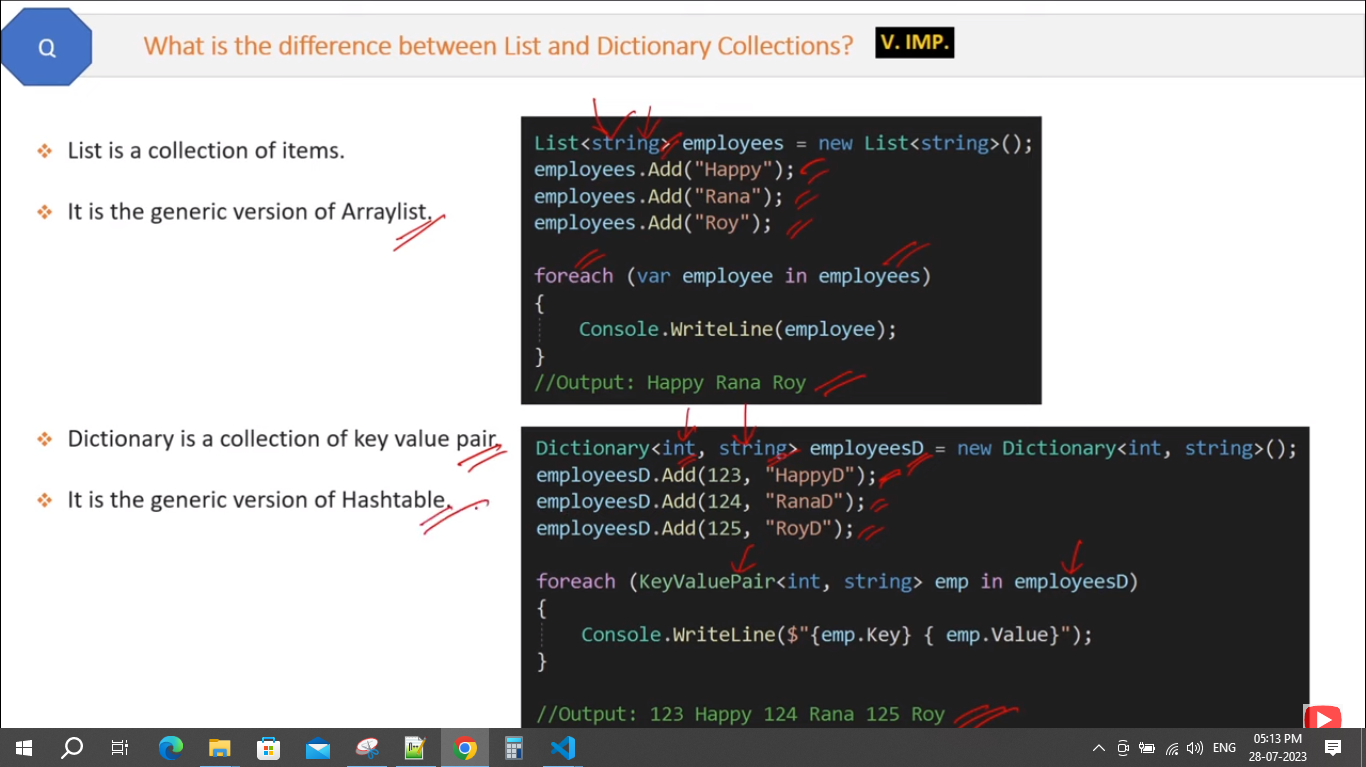 Q
What is the difference between List and Dictionary Collections?
V. IMP.
List is a collection of items.
It is the generic version of Arraylist.
List<string> employees = new List<string>();
employees.Add("Happy");
employees.Add("Rana");
employees.Add("Roy");
foreach (var employee in employees)
{
Console.WriteLine(employee);
}
//Output: Happy Rana Roy
Dictionary is a collection of key value pair.
It is the generic version of Hashtable.
Dictionary<int, string> employeesD = new Dictionary<int, string>();
employeesD.Add(123, "HappyD");
employeesD.Add(124, "RanaD");
employeesD.Add(125, "RoyD");
foreach (KeyValuePair<int, string> emp in employeesD)
{
Console.WriteLine($"{emp.Key} { emp.Value}");
}
//Output: 123 Happy 124 Rana 125 Roy
ENG
05:13 PM
28-07-2023